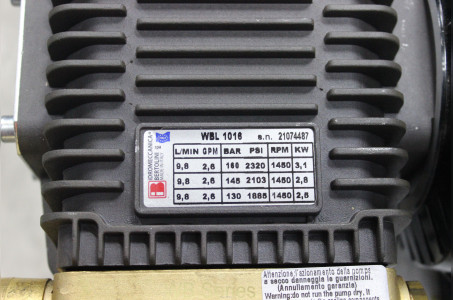 WBL 1016 s.n. 21074487
IDROMECCANICA
BERTOLINI
L/MIN GPM BAR PSI RPM KW
9,8 2,6 160 2320 1450 3,1
9,8 2,6 145 2103 1450 2,8
9,8 2,6 130 1885 1450 2,5
Attenzione, l'azionamento della pompa
a secco danneggia le guarnizioni.
(Annullamento garanzia)
Warning: do not run the pump dry. It